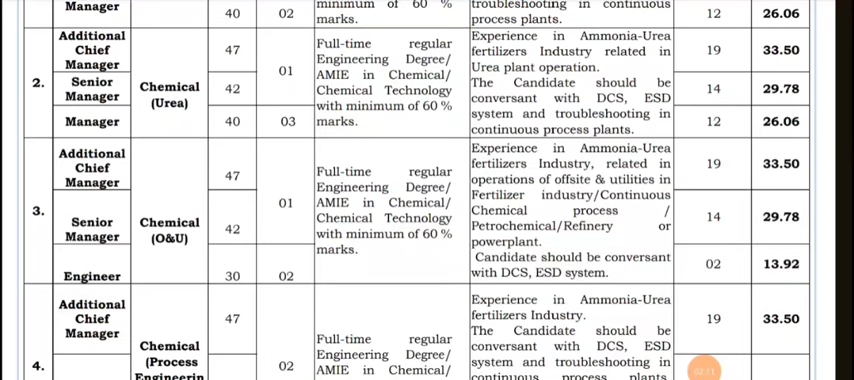 Manager
40
02
minimum of 60 %
marks.
troubleshooting in continuous
process plants.
12
26.06
2.
Additional
Chief
Manager
Senior
Manager
Manager
Chemical
(Urea)
47
42
40
01
03
Full-time regular
Engineering Degree/
AMIE in Chemical/
Chemical Technology
with minimum of 60 %
marks.
Experience in Ammonia-Urea
fertilizers Industry related in
Urea plant operation.
The Candidate should be
conversant with DCS, ESD
system and troubleshooting in
continuous process plants.
19
14
12
33.50
29.78
26.06
3.
Additional
Chief
Manager
Senior
Manager
Engineer
Chemical
(O&U)
47
42
30
01
02
Full-time regular
Engineering Degree/
AMIE in Chemical/
Chemical Technology
with minimum of 60 %
marks.
Experience in Ammonia-Urea
fertilizers Industry, related in
operations of offsite & utilities in
Fertilizer industry/Continuous
Chemical process /
Petrochemical/Refinery or
powerplant.
Candidate should be conversant
with DCS, ESD system.
19
14
02
33.50
29.78
13.92
4.
Additional
Chief
Manager
Chemical
(Process
Engineerin
47
02
Full-time regular
Engineering Degree/
AMIE in Chemical/
Experience in Ammonia-Urea
fertilizers Industry.
The Candidate should be
conversant with DCS, ESD
system and troubleshooting in
continuous process plants.
19
33.50
02:11